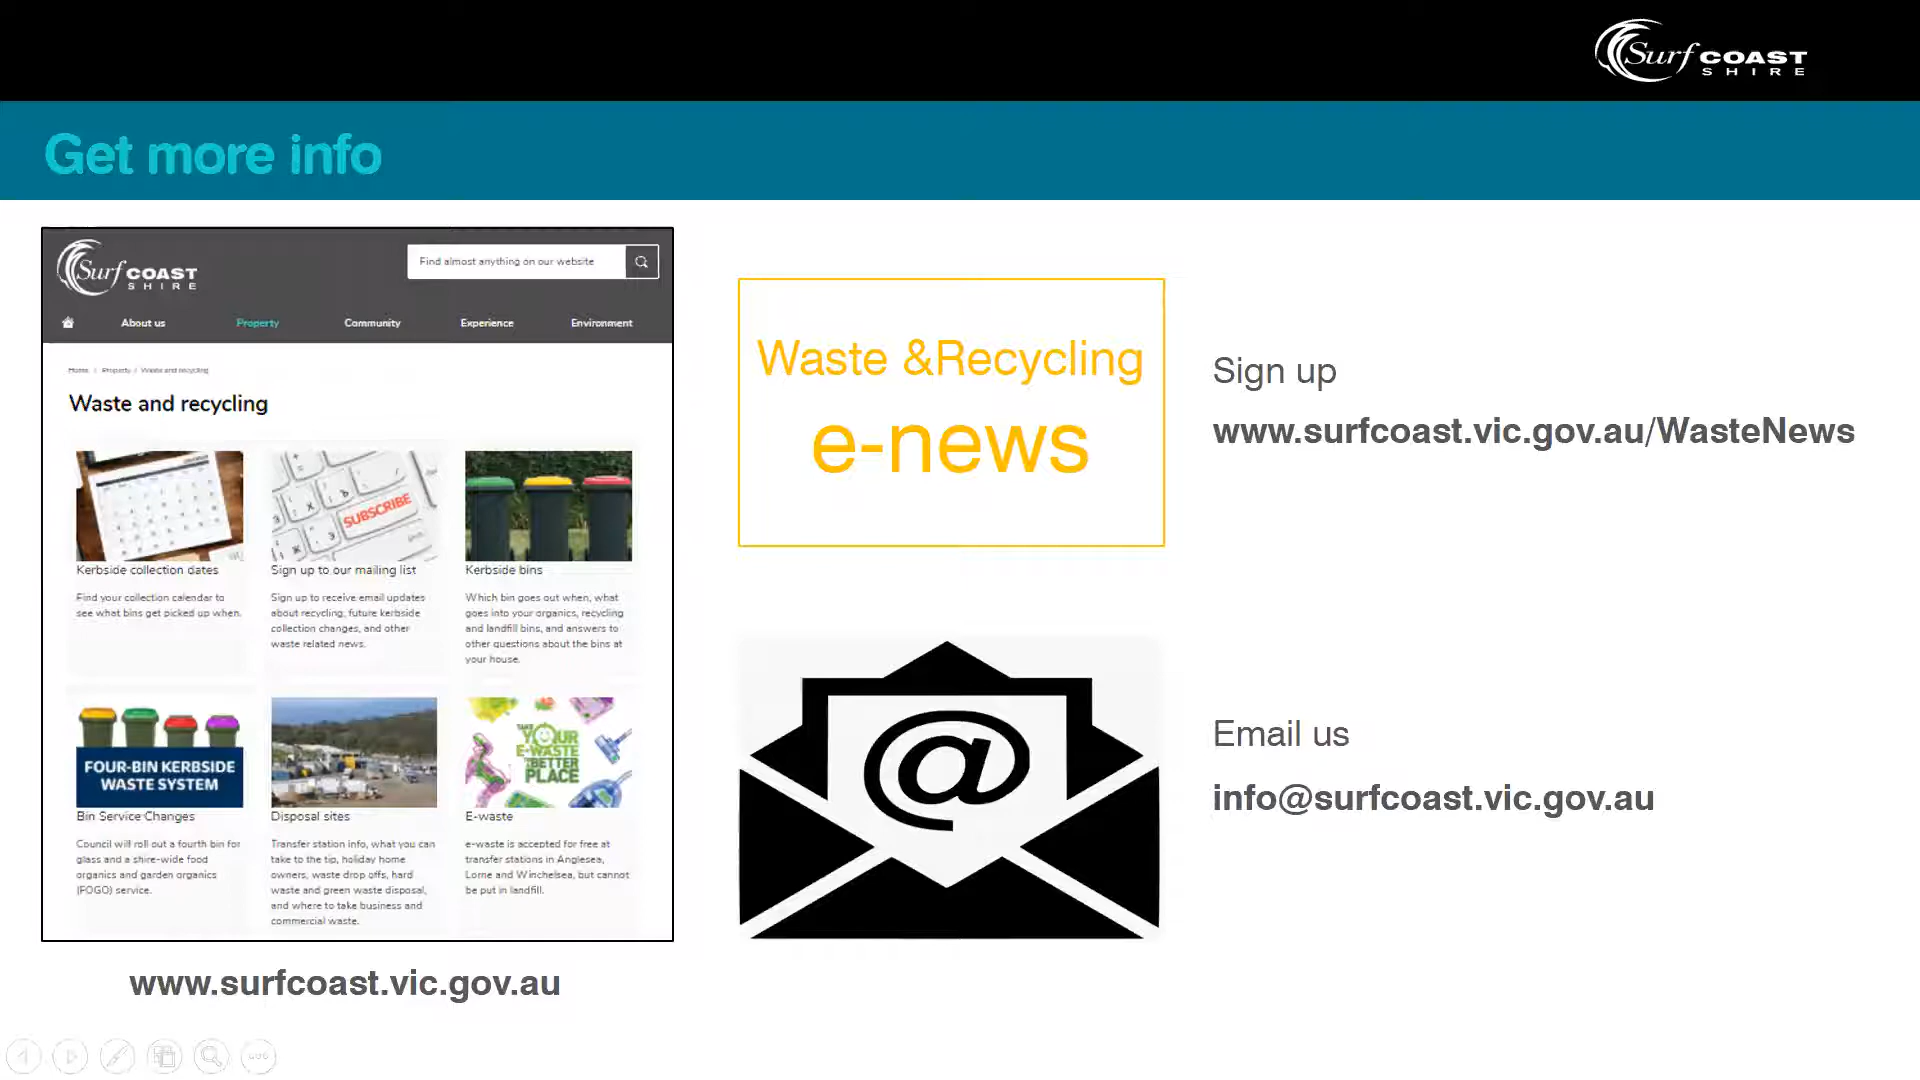 Surf COAST
SHIRE
Get more info
Surf COAST
SHIRE
Find almost anything on our website
About us
Property
Community
Experience
Environment
Home / Property / Waste and recycling
Waste and recycling
SUBSCRIBE
Kerbside collection dates
Find your collection calendar to
see what bins get picked up when.
Sign up to our mailing list
Sign up to receive email updates
about recycling, future kerbside
collection changes, and other
waste related news.
Kerbside bins
Which bin goes out when, what
goes into your organics, recycling
and landfill bins, and answers to
other questions about the bins at
your house.
FOUR-BIN KERBSIDE
WASTE SYSTEM
Bin Service Changes
Council will roll out a fourth bin for
glass and a shire-wide food
organics and garden organics
(FOGO) service.
Disposal sites
Transfer station info, what you can
take to the tip, holiday home
owners, waste drop offs, hard
waste and green waste disposal,
and where to take business and
commercial waste.
TAKE
YOUR
E-WASTE
BETTER
PLACE
E-waste
e-waste is accepted for free at
transfer stations in Anglesea,
Lorne and Winchelsea, but cannot
be put in landfill.
www.surfcoast.vic.gov.au
Waste &Recycling
e-news
Sign up
www.surfcoast.vic.gov.au/WasteNews
@
Email us
info@surfcoast.vic.gov.au